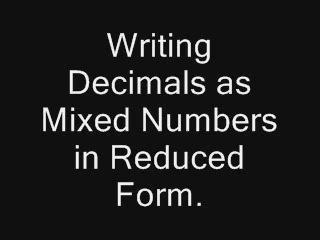 Writing
Decimals as
Mixed Numbers
in Reduced
Form.